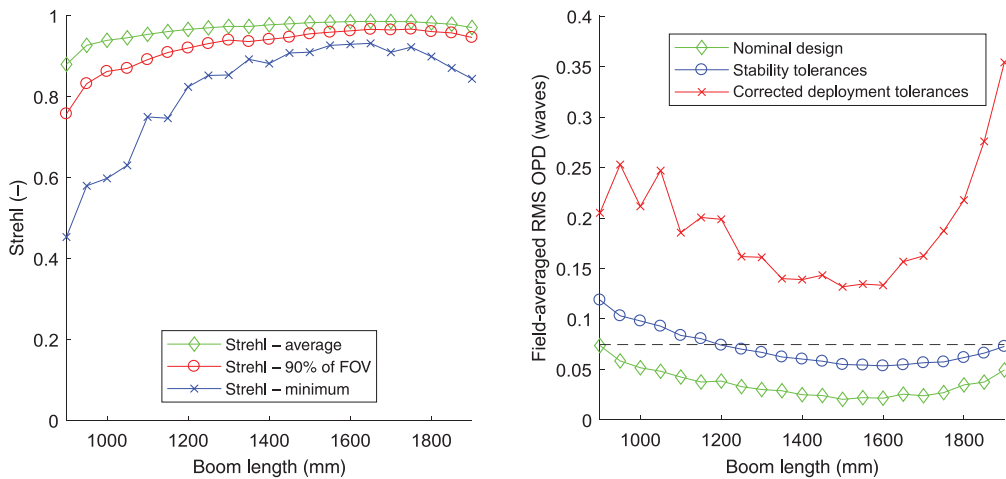 1
0.8
0.6
0.4
0.2
0
Strehl (–)
Strehl – average
Strehl – 90% of FOV
Strehl – minimum
1000 1200 1400 1600 1800
Boom length (mm)
0.4
0.35
0.3
0.25
0.2
0.15
0.1
0.05
0
Field-averaged RMS OPD (waves)
Nominal design
Stability tolerances
Corrected deployment tolerances
1000 1200 1400 1600 1800
Boom length (mm)